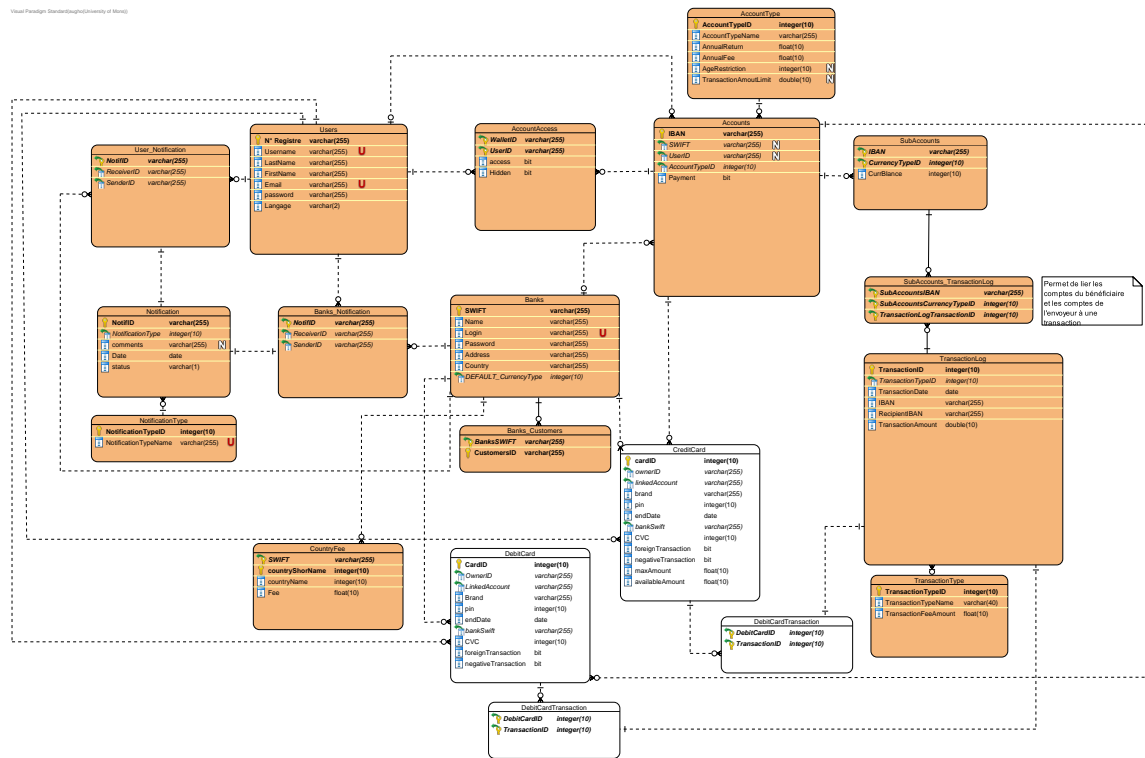 Visual Paradigm Standard(laughs(University of Mons))
AccountType
AccountTypeID integer(10)
AccountTypeName varchar(255)
AnnualReturn float(10)
AnnualFee float(10)
AgeRestriction integer(10) N
TransactionAmoutLimit double(10) N
Users
N° Registre varchar(255)
Username varchar(255) U
LastName varchar(255)
FirstName varchar(255)
Email varchar(255) U
password varchar(255)
Langage varchar(2)
AccountAccess
WalletID varchar(255)
UserID varchar(255)
access bit
Hidden bit
Accounts
IBAN varchar(255)
SWIFT varchar(255) N
UserID varchar(255) N
AccountTypeID integer(10)
Payment bit
SubAccounts
IBAN varchar(255)
CurrencyTypeID integer(10)
CurrBlance integer(10)
User_Notification
NotifID varchar(255)
ReceiverID varchar(255)
SenderID varchar(255)
SubAccounts_TransactionLog
SubAccountsIBAN varchar(255)
SubAccountsCurrencyTypeID integer(10)
TransactionLogTransactionID integer(10)
Permet de lier les
comptes du bénéficiaire
et les comptes de
l'envoyeur à une
transaction
Notification
NotifID varchar(255)
NotificationType integer(10)
comments varchar(255) N
Date date
status varchar(1)
Banks_Notification
NotifID varchar(255)
ReceiverID varchar(255)
SenderID varchar(255)
Banks
SWIFT varchar(255)
Name varchar(255)
Login varchar(255) U
Password varchar(255)
Address varchar(255)
Country varchar(255)
DEFAULT_CurrencyType integer(10)
TransactionLog
TransactionID integer(10)
TransactionTypeID integer(10)
TransactionDate date
IBAN varchar(255)
RecipientIBAN varchar(255)
TransactionAmount double(10)
NotificationType
NotificationTypeID integer(10)
NotificationTypeName varchar(255) U
Banks_Customers
BanksSWIFT varchar(255)
CustomersID varchar(255)
CreditCard
cardID integer(10)
ownerID varchar(255)
linkedAccount varchar(255)
brand varchar(255)
pin integer(10)
endDate date
bankSwift varchar(255)
CVC integer(10)
foreignTransaction bit
negativeTransaction bit
maxAmount float(10)
availableAmount float(10)
CountryFee
SWIFT varchar(255)
countryShorName integer(10)
countryName integer(10)
Fee float(10)
DebitCard
CardID integer(10)
OwnerID varchar(255)
LinkedAccount varchar(255)
Brand varchar(255)
pin integer(10)
endDate date
bankSwift varchar(255)
CVC integer(10)
foreignTransaction bit
negativeTransaction bit
TransactionType
TransactionTypeID integer(10)
TransactionTypeName varchar(40)
TransactionFeeAmount float(10)
DebitCardTransaction
DebitCardID integer(10)
TransactionID integer(10)
DebitCardTransaction
DebitCardID integer(10)
TransactionID integer(10)